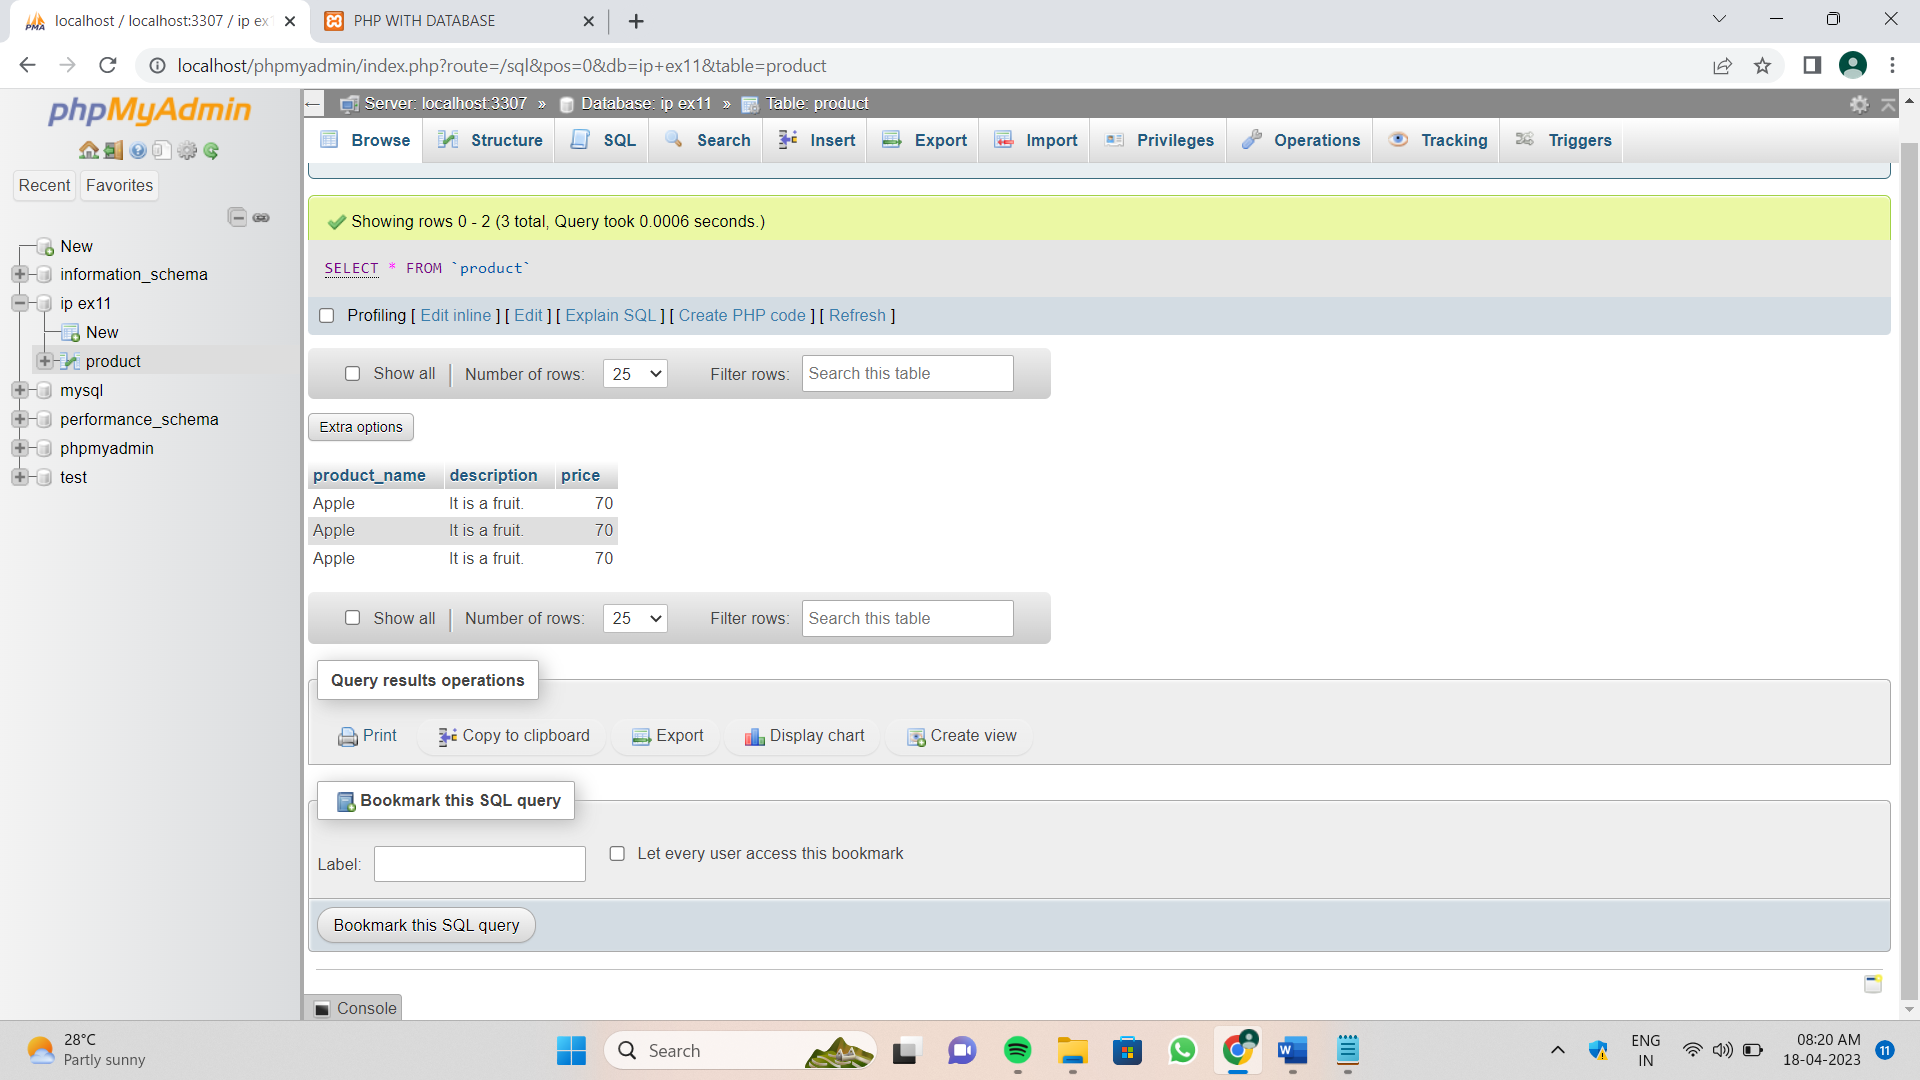 localhost / localhost:3307 / ip ex
PHP WITH DATABASE
localhost/phpmyadmin/index.php?route=/sql&pos=0&db=ip+ex11&table=product
phpMyAdmin
Recent Favorites
New
information_schema
ip ex11
New
product
mysql
performance_schema
phpmyadmin
test
Server: localhost:3307 » Database: ip ex11 » Table: product
Browse Structure SQL Search Insert Export Import Privileges Operations Tracking Triggers
Showing rows 0 - 2 (3 total, Query took 0.0006 seconds.)
SELECT * FROM `product`
Profiling [ Edit inline ] [ Edit ] [ Explain SQL ] [ Create PHP code ] [ Refresh ]
Show all Number of rows: 25 Filter rows: Search this table
Extra options
product_name description price
Apple It is a fruit. 70
Apple It is a fruit. 70
Apple It is a fruit. 70
Show all Number of rows: 25 Filter rows: Search this table
Query results operations
Print Copy to clipboard Export Display chart Create view
Bookmark this SQL query
Label: Let every user access this bookmark
Bookmark this SQL query
Console
28°C
Partly sunny
Search
ENG
IN
08:20 AM
18-04-2023
11